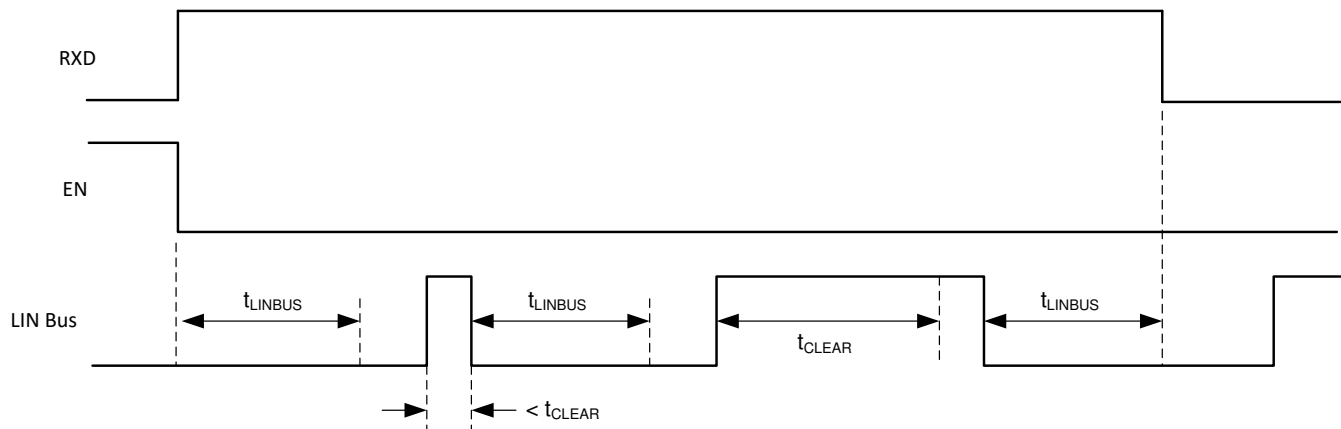 RXD
EN
LIN Bus
tLINBUS
tLINBUS
tCLEAR
tLINBUS
< tCLEAR